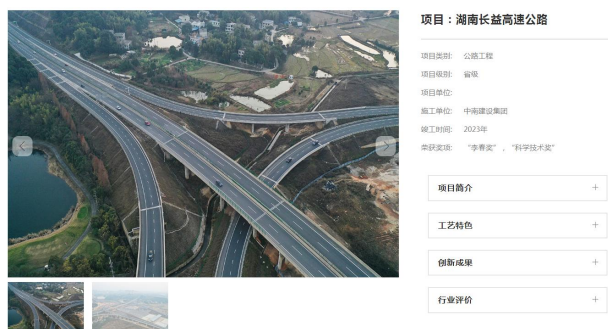 项目：湖南长益高速公路
项目类别: 公路工程
项目级别: 省级
项目单位:
施工单位: 中南建设集团
竣工时间: 2023年
荣获奖项: “李春奖”，“科学技术奖”
项目简介 +
工艺特色 +
创新成果 +
行业评价 +